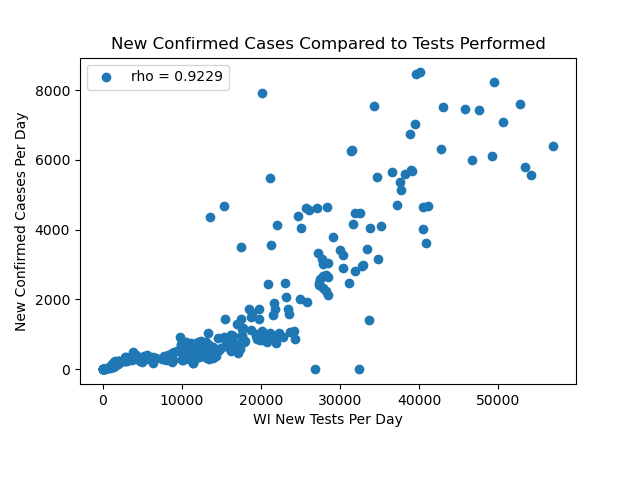 New Confirmed Cases Compared to Tests Performed
rho = 0.9229
8000
6000
4000
2000
0
New Confirmed Caeses Per Day
0 10000 20000 30000 40000 50000
WI New Tests Per Day